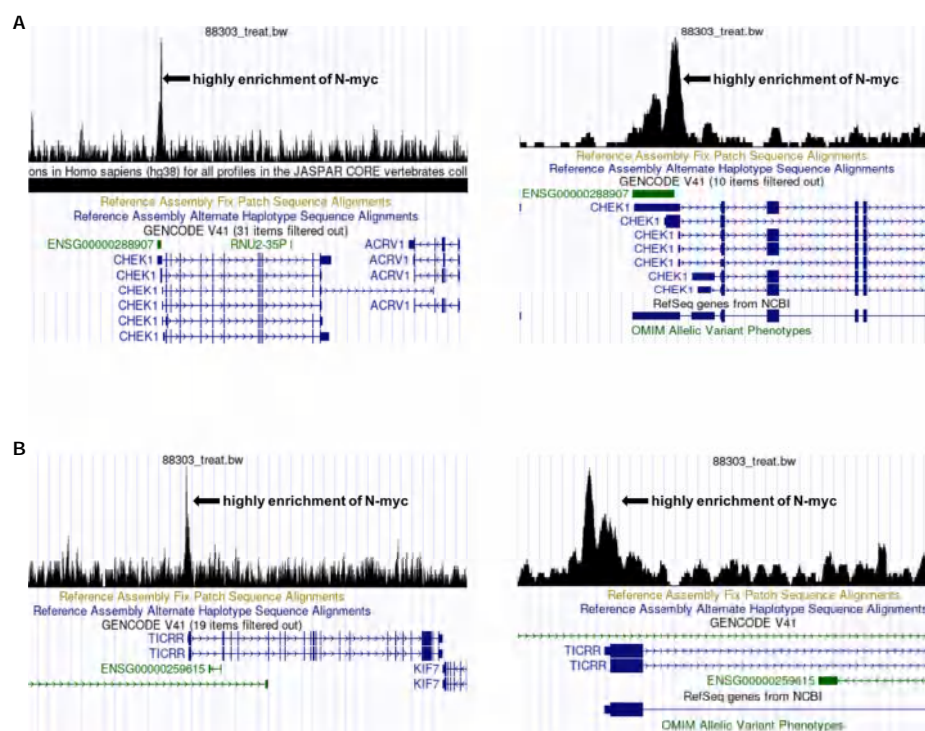 A
88303_treat.bw
highly enrichment of N-myc
ons in Homo sapiens (hg38) for all profiles in the JASPAR CORE vertebrates coll
Reference Assembly Fix Patch Sequence Alignments
Reference Assembly Alternate Haplotype Sequence Alignments
GENCODE V41 (31 items filtered out)
ENSG00000288907 RNU2-35P ACRV1
CHEK1 ACRV1
CHEK1 ACRV1
CHEK1
CHEK1 ACRV1
CHEK1
CHEK1
88303_treat.bw
highly enrichment of N-myc
Reference Assembly Fix Patch Sequence Alignments
Reference Assembly Alternate Haplotype Sequence Alignments
GENCODE V41 (10 items filtered out)
ENSG00000288907
CHEK1
CHEK1
CHEK1
CHEK1
CHEK1
CHEK1
CHEK1
RefSeq genes from NCBI
OMIM Allelic Variant Phenotypes
B
88303_treat.bw
highly enrichment of N-myc
Reference Assembly Fix Patch Sequence Alignments
Reference Assembly Alternate Haplotype Sequence Alignments
GENCODE V41 (19 items filtered out)
TICRR
TICRR
ENSG00000259615 KIF7
KIF7
88303_treat.bw
highly enrichment of N-myc
Reference Assembly Fix Patch Sequence Alignments
Reference Assembly Alternate Haplotype Sequence Alignments
GENCODE V41
TICRR
TICRR
ENSG00000259615
RefSeq genes from NCBI
OMIM Allelic Variant Phenotypes